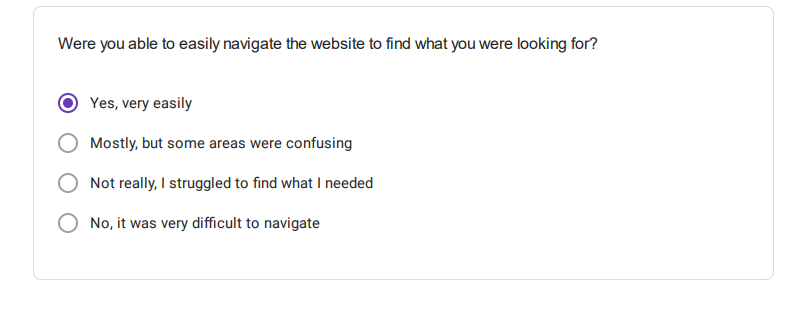 Were you able to easily navigate the website to find what you were looking for?
Yes, very easily
Mostly, but some areas were confusing
Not really, I struggled to find what I needed
No, it was very difficult to navigate